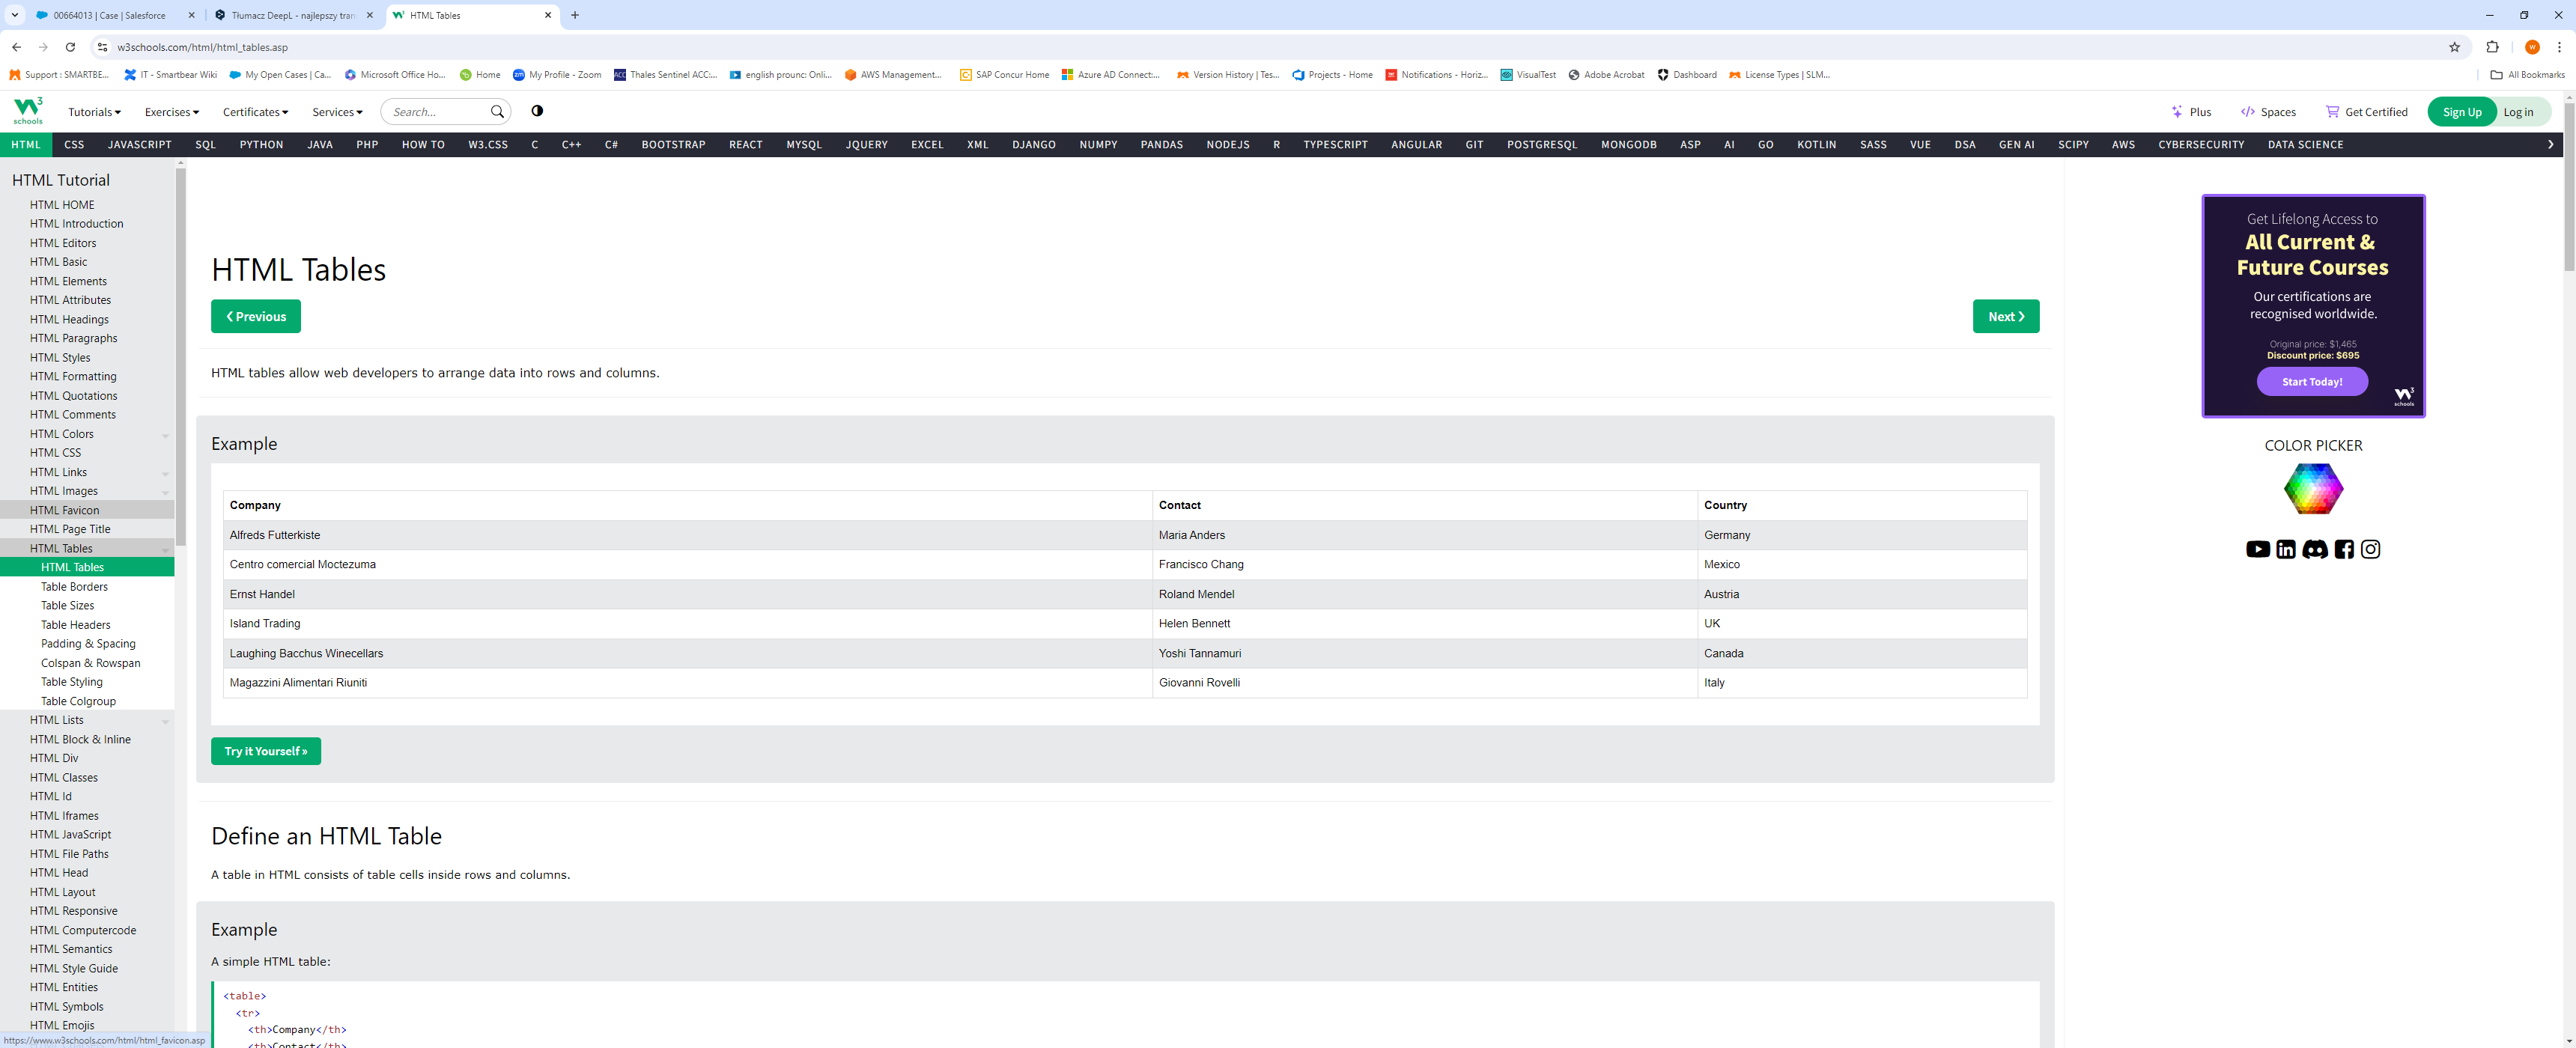 00664013 | Case | Salesforce
Tłumacz DeepL - najlepszy tran
HTML Tables
w3schools.com/html/html_tables.asp
Support : SMARTBE... IT - Smartbear Wiki My Open Cases | Ca... Microsoft Office Ho... Home My Profile - Zoom Thales Sentinel ACC:... english prounc: Onli... AWS Management... SAP Concur Home Azure AD Connect:... Version History | Tes... Projects - Home Notifications - Horiz... VisualTest Adobe Acrobat Dashboard License Types | SLM... All Bookmarks
W3 schools Tutorials Exercises Certificates Services Search... Plus Spaces Get Certified Sign Up Log in
HTML CSS JAVASCRIPT SQL PYTHON JAVA PHP HOW TO W3.CSS C C++ C# BOOTSTRAP REACT MYSQL JQUERY EXCEL XML DJANGO NUMPY PANDAS NODEJS R TYPESCRIPT ANGULAR GIT POSTGRESQL MONGODB ASP AI GO KOTLIN SASS VUE DSA GEN AI SCIPY AWS CYBERSECURITY DATA SCIENCE
HTML Tutorial
HTML HOME
HTML Introduction
HTML Editors
HTML Basic
HTML Elements
HTML Attributes
HTML Headings
HTML Paragraphs
HTML Styles
HTML Formatting
HTML Quotations
HTML Comments
HTML Colors
HTML CSS
HTML Links
HTML Images
HTML Favicon
HTML Page Title
HTML Tables
HTML Tables
Table Borders
Table Sizes
Table Headers
Padding & Spacing
Colspan & Rowspan
Table Styling
Table Colgroup
HTML Lists
HTML Block & Inline
HTML Div
HTML Classes
HTML Id
HTML Iframes
HTML JavaScript
HTML File Paths
HTML Head
HTML Layout
HTML Responsive
HTML Computercode
HTML Semantics
HTML Style Guide
HTML Entities
HTML Symbols
HTML Emojis
https://www.w3schools.com/html/html_favicon.asp
HTML Tables
❮ Previous
Next ❯
HTML tables allow web developers to arrange data into rows and columns.
Example
Company Contact Country
Alfreds Futterkiste Maria Anders Germany
Centro comercial Moctezuma Francisco Chang Mexico
Ernst Handel Roland Mendel Austria
Island Trading Helen Bennett UK
Laughing Bacchus Winecellars Yoshi Tannamuri Canada
Magazzini Alimentari Riuniti Giovanni Rovelli Italy
Try it Yourself »
Define an HTML Table
A table in HTML consists of table cells inside rows and columns.
Example
A simple HTML table:
<table>
<tr>
<th>Company</th>
<th>Contact</th>
Get Lifelong Access to
All Current &
Future Courses
Our certifications are
recognised worldwide.
Original price: $1,465
Discount price: $695
Start Today!
W3 schools
COLOR PICKER